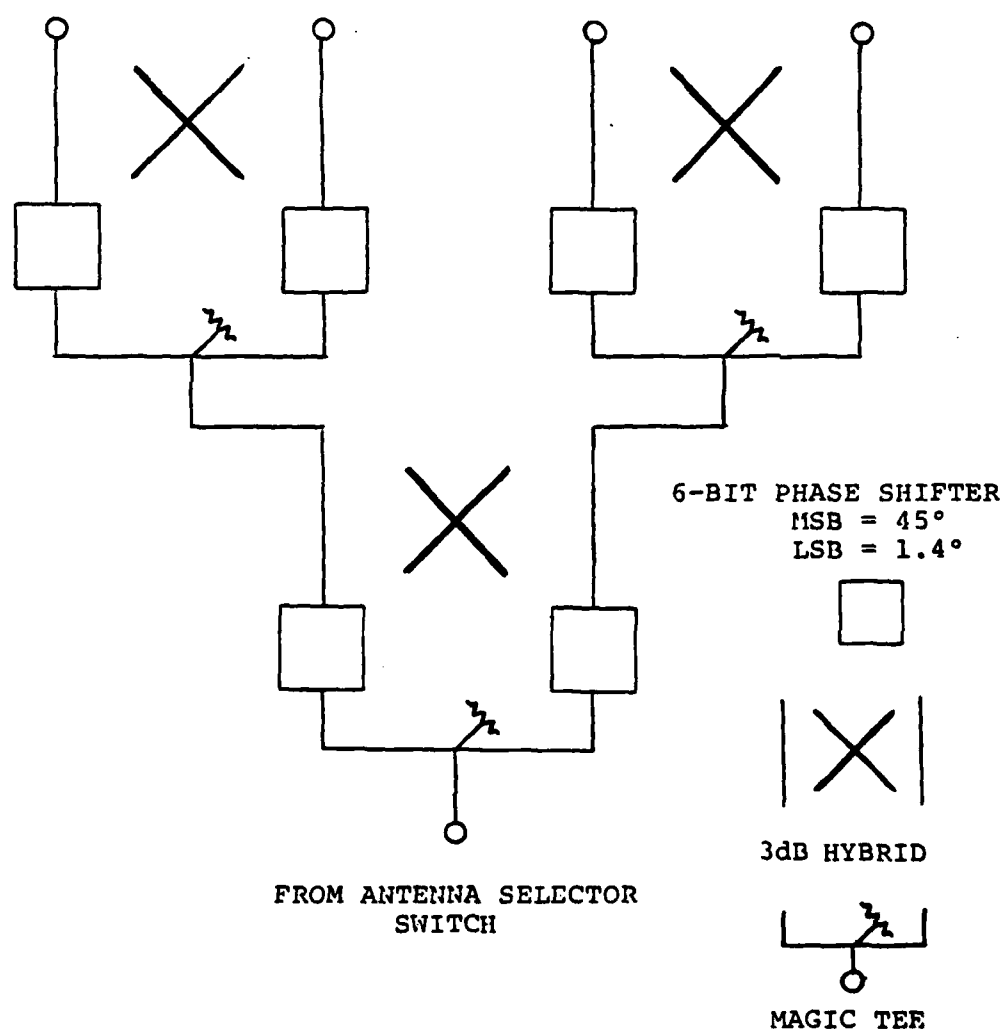 6-BIT PHASE SHIFTER
MSB = 45°
LSB = 1.4°
3dB HYBRID
FROM ANTENNA SELECTOR
SWITCH
MAGIC TEE